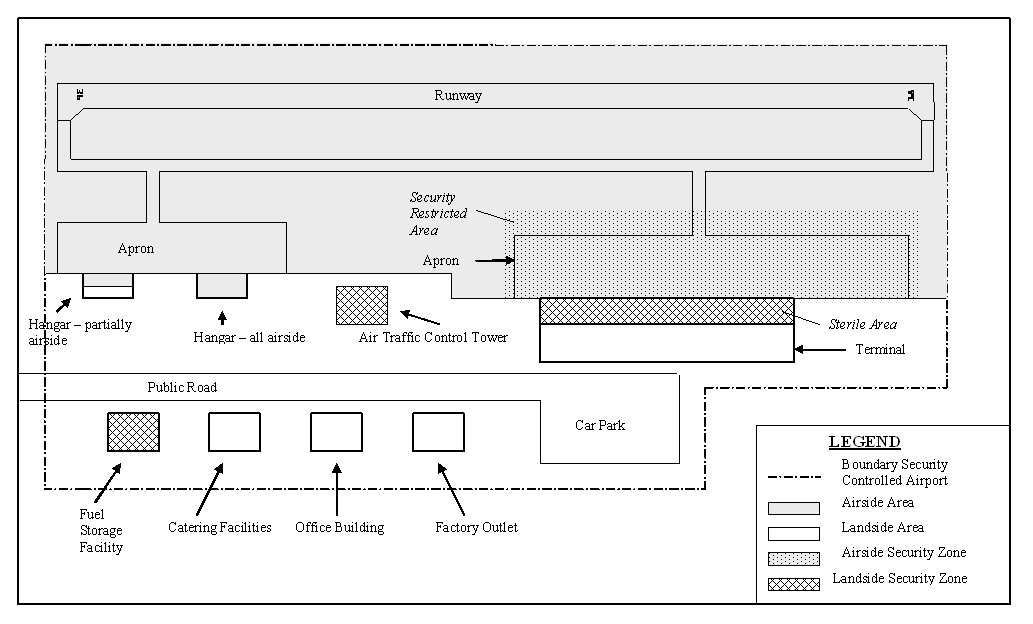 Runway
Security
Restricted
Area
Apron
Apron
Hangar – partially
airside
Hangar – all airside
Air Traffic Control Tower
Sterile Area
Terminal
Public Road
Car Park
Fuel
Storage
Facility
Catering Facilities
Office Building
Factory Outlet
LEGEND
Boundary Security
Controlled Airport
Airside Area
Landside Area
Airside Security Zone
Landside Security Zone